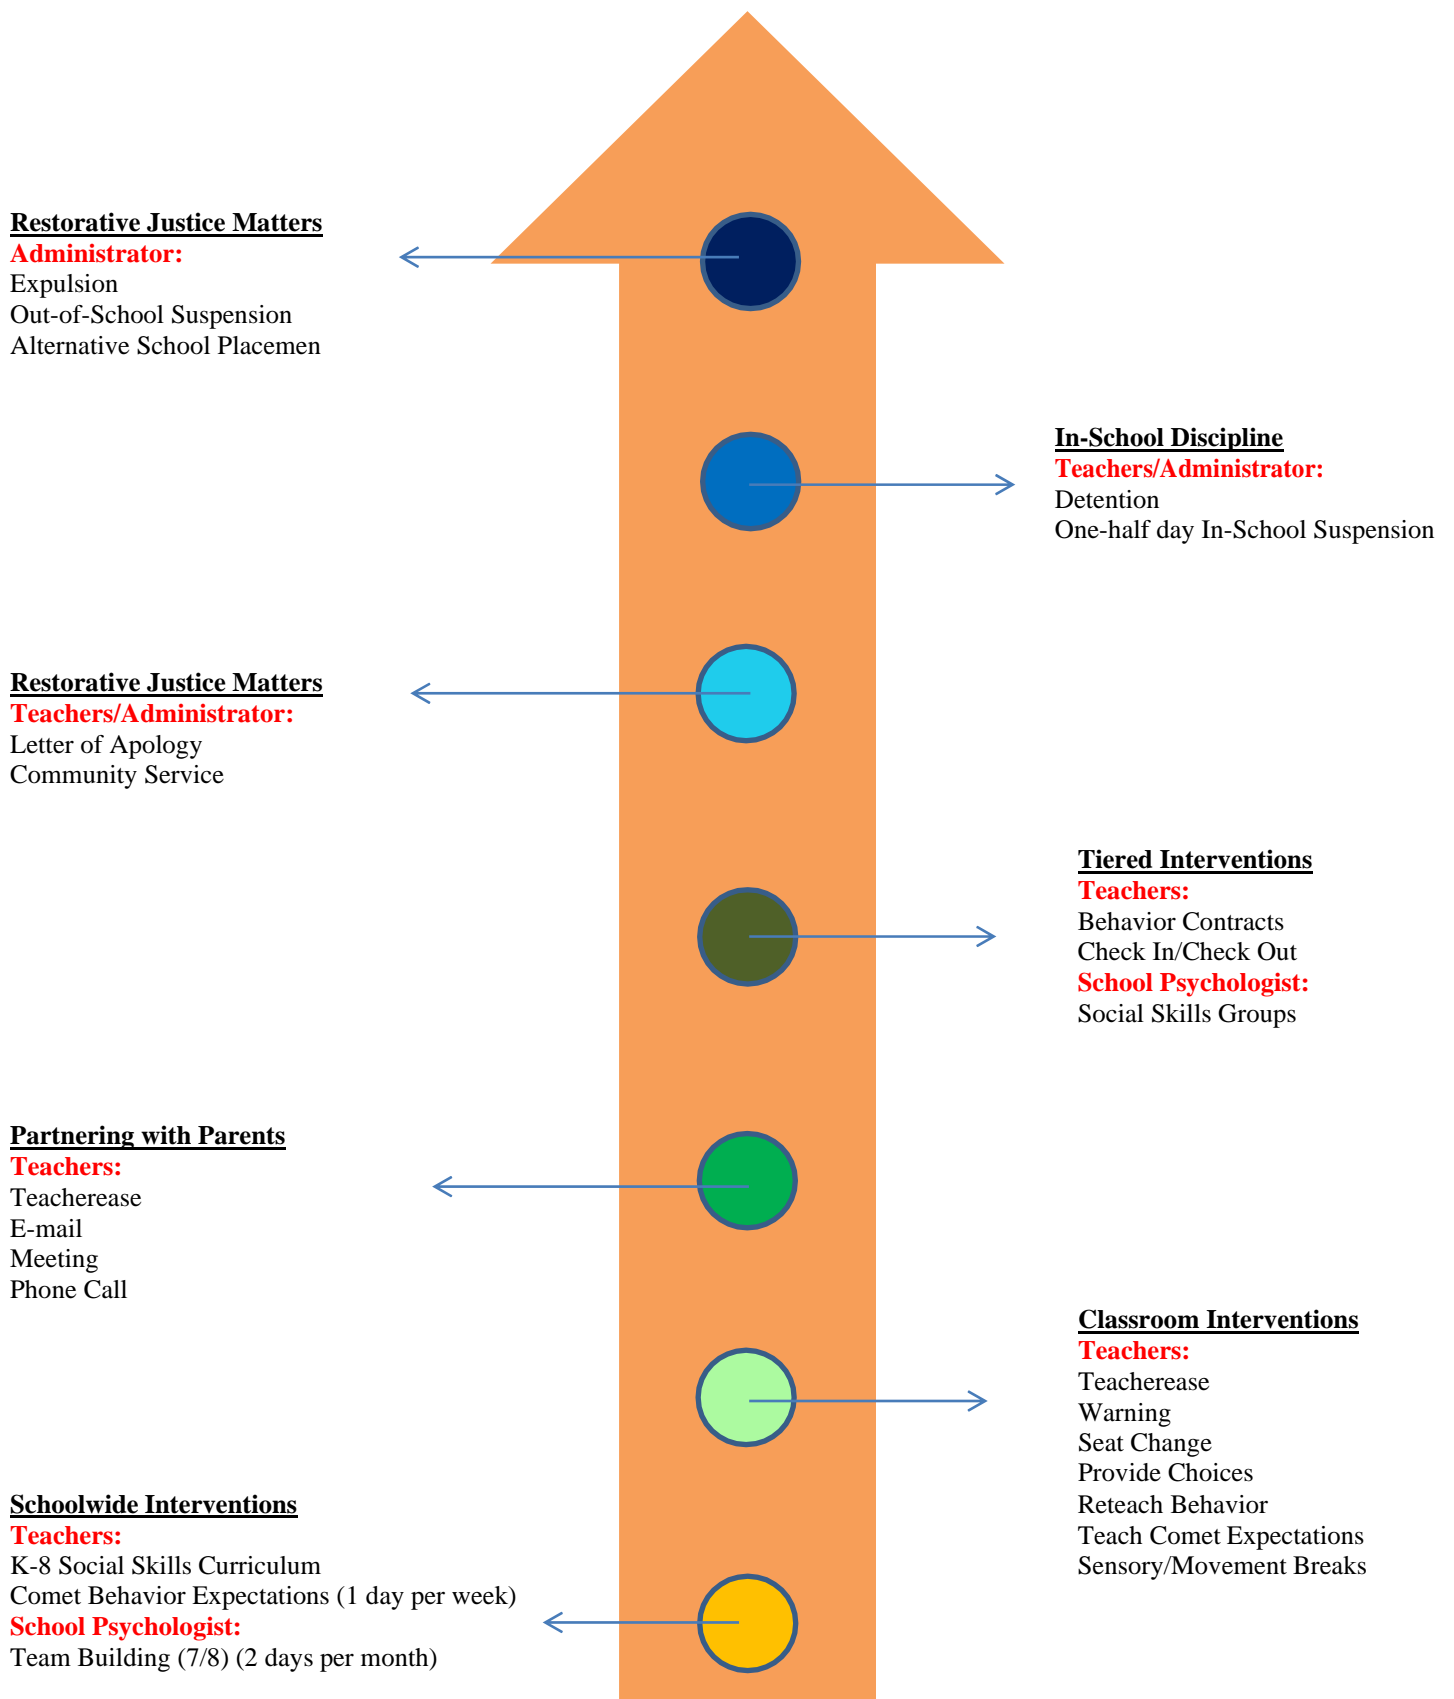 Restorative Justice Matters
Administrator:
Expulsion
Out-of-School Suspension
Alternative School Placemen
In-School Discipline
Teachers/Administrator:
Detention
One-half day In-School Suspension
Restorative Justice Matters
Teachers/Administrator:
Letter of Apology
Community Service
Tiered Interventions
Teachers:
Behavior Contracts
Check In/Check Out
School Psychologist:
Social Skills Groups
Partnering with Parents
Teachers:
Teacherease
E-mail
Meeting
Phone Call
Classroom Interventions
Teachers:
Teacherease
Warning
Seat Change
Provide Choices
Reteach Behavior
Teach Comet Expectations
Sensory/Movement Breaks
Schoolwide Interventions
Teachers:
K-8 Social Skills Curriculum
Comet Behavior Expectations (1 day per week)
School Psychologist:
Team Building (7/8) (2 days per month)